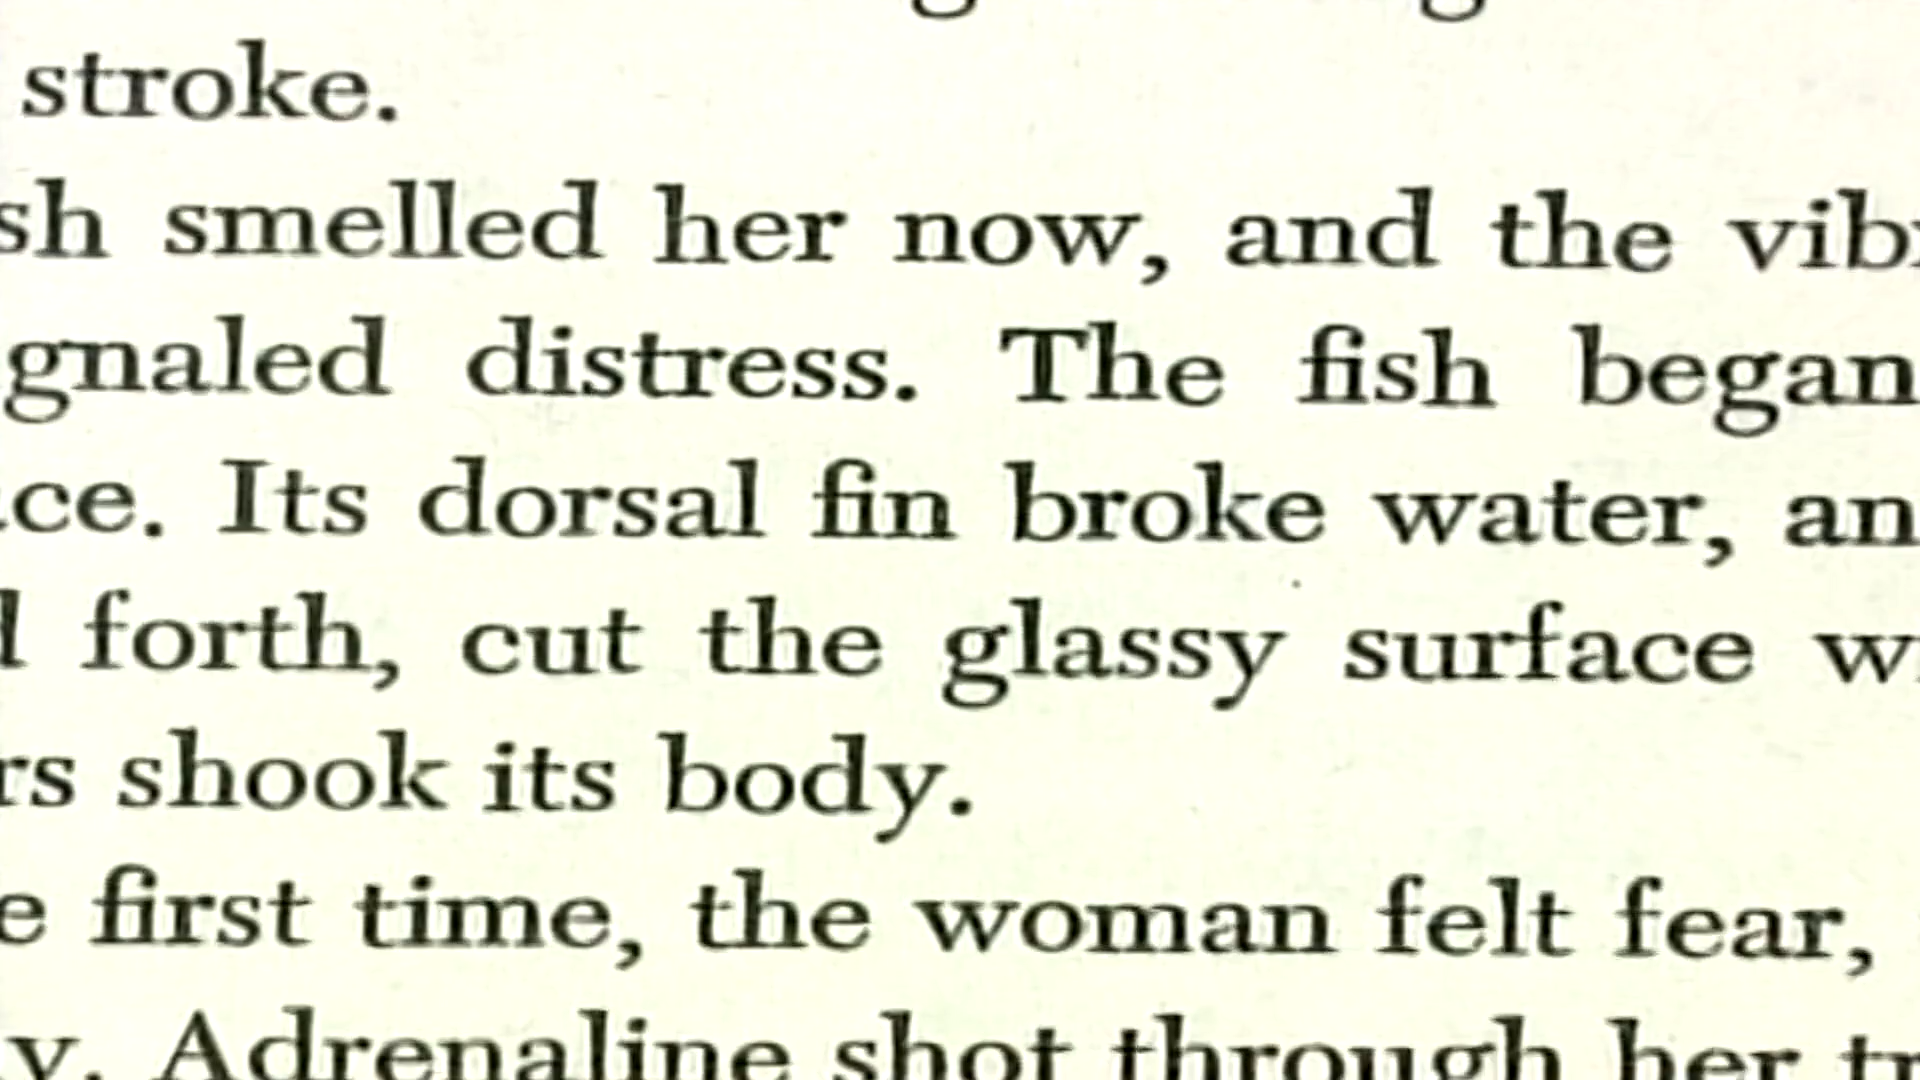 stroke.
sh smelled her now, and the vib
gnaled distress. The fish began
ce. Its dorsal fin broke water, an
d forth, cut the glassy surface w
rs shook its body.
e first time, the woman felt fear,
y. Adrenaline shot through her tr